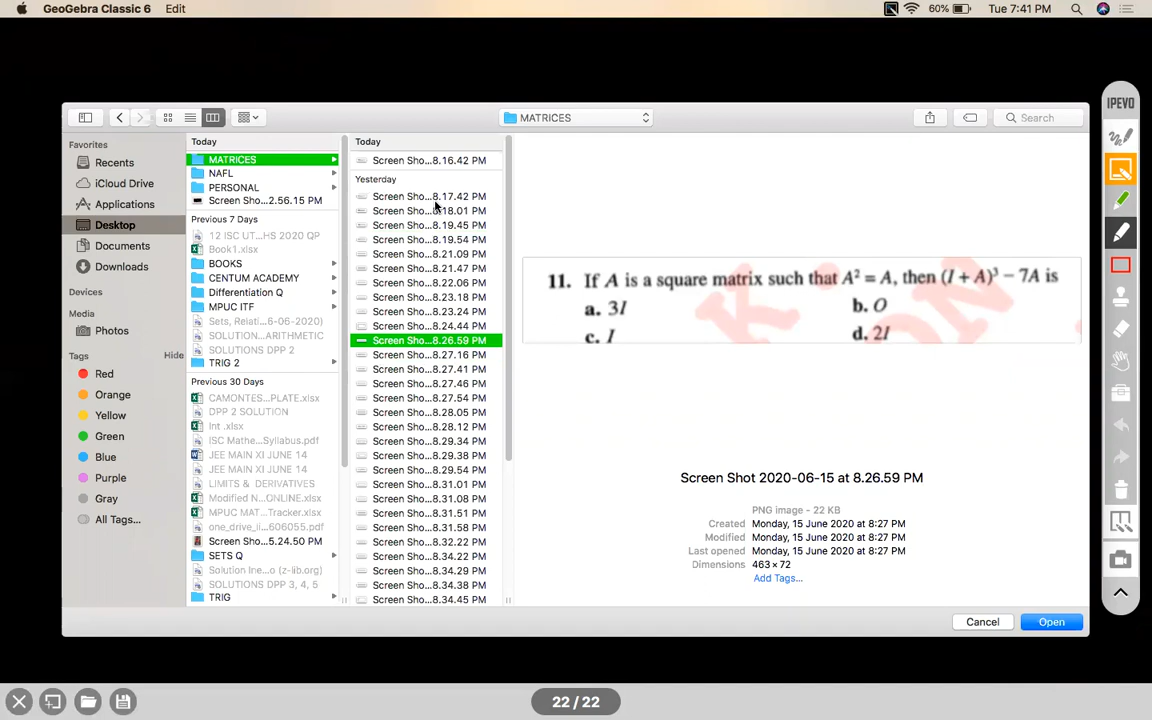 GeoGebra Classic 6 Edit 60% Tue 7:41 PM
MATRICES
Search
Favorites
Recents
iCloud Drive
Applications
Desktop
Documents
Downloads
Devices
Media
Photos
Tags Hide
Red
Orange
Yellow
Green
Blue
Purple
Gray
All Tags...
Today
MATRICES
NAFL
PERSONAL
Screen Sho...2.56.15 PM
Previous 7 Days
12 ISC UT...HS 2020 QP
Book1.xlsx
BOOKS
CENTUM ACADEMY
Differentiation Q
MPUC ITF
Sets, Relati...6-06-2020)
SOLUTION...ARITHMETIC
SOLUTIONS DPP 2
TRIG 2
Previous 30 Days
CAMONTES...PLATE.xlsx
DPP 2 SOLUTION
Int .xlsx
ISC Mathe...Syllabus.pdf
JEE MAIN XI JUNE 14
JEE MAIN XI JUNE 14
LIMITS & DERIVATIVES
Modified N...ONLINE.xlsx
MPUC MAT...Tracker.xlsx
one_drive_ii...606055.pdf
Screen Sho...5.24.50 PM
SETS Q
Solution Ine...o (z-lib.org)
SOLUTIONS DPP 3, 4, 5
TRIG
Today
Screen Sho...8.16.42 PM
Yesterday
Screen Sho...8.17.42 PM
Screen Sho...8.18.01 PM
Screen Sho...8.19.45 PM
Screen Sho...8.19.54 PM
Screen Sho...8.21.09 PM
Screen Sho...8.21.47 PM
Screen Sho...8.22.06 PM
Screen Sho...8.23.18 PM
Screen Sho...8.23.24 PM
Screen Sho...8.24.44 PM
Screen Sho...8.26.59 PM
Screen Sho...8.27.16 PM
Screen Sho...8.27.41 PM
Screen Sho...8.27.46 PM
Screen Sho...8.27.54 PM
Screen Sho...8.28.05 PM
Screen Sho...8.28.12 PM
Screen Sho...8.29.34 PM
Screen Sho...8.29.38 PM
Screen Sho...8.29.54 PM
Screen Sho...8.31.01 PM
Screen Sho...8.31.08 PM
Screen Sho...8.31.51 PM
Screen Sho...8.31.58 PM
Screen Sho...8.32.22 PM
Screen Sho...8.34.22 PM
Screen Sho...8.34.29 PM
Screen Sho...8.34.38 PM
Screen Sho...8.34.45 PM
11. If A is a square matrix such that A² = A, then (I + A)³ − 7A is
a. 3I b. O
c. I d. 2I
Screen Shot 2020-06-15 at 8.26.59 PM
PNG image - 22 KB
Created Monday, 15 June 2020 at 8:27 PM
Modified Monday, 15 June 2020 at 8:27 PM
Last opened Monday, 15 June 2020 at 8:27 PM
Dimensions 463 × 72
Add Tags...
Cancel Open
IPEVO
22 / 22